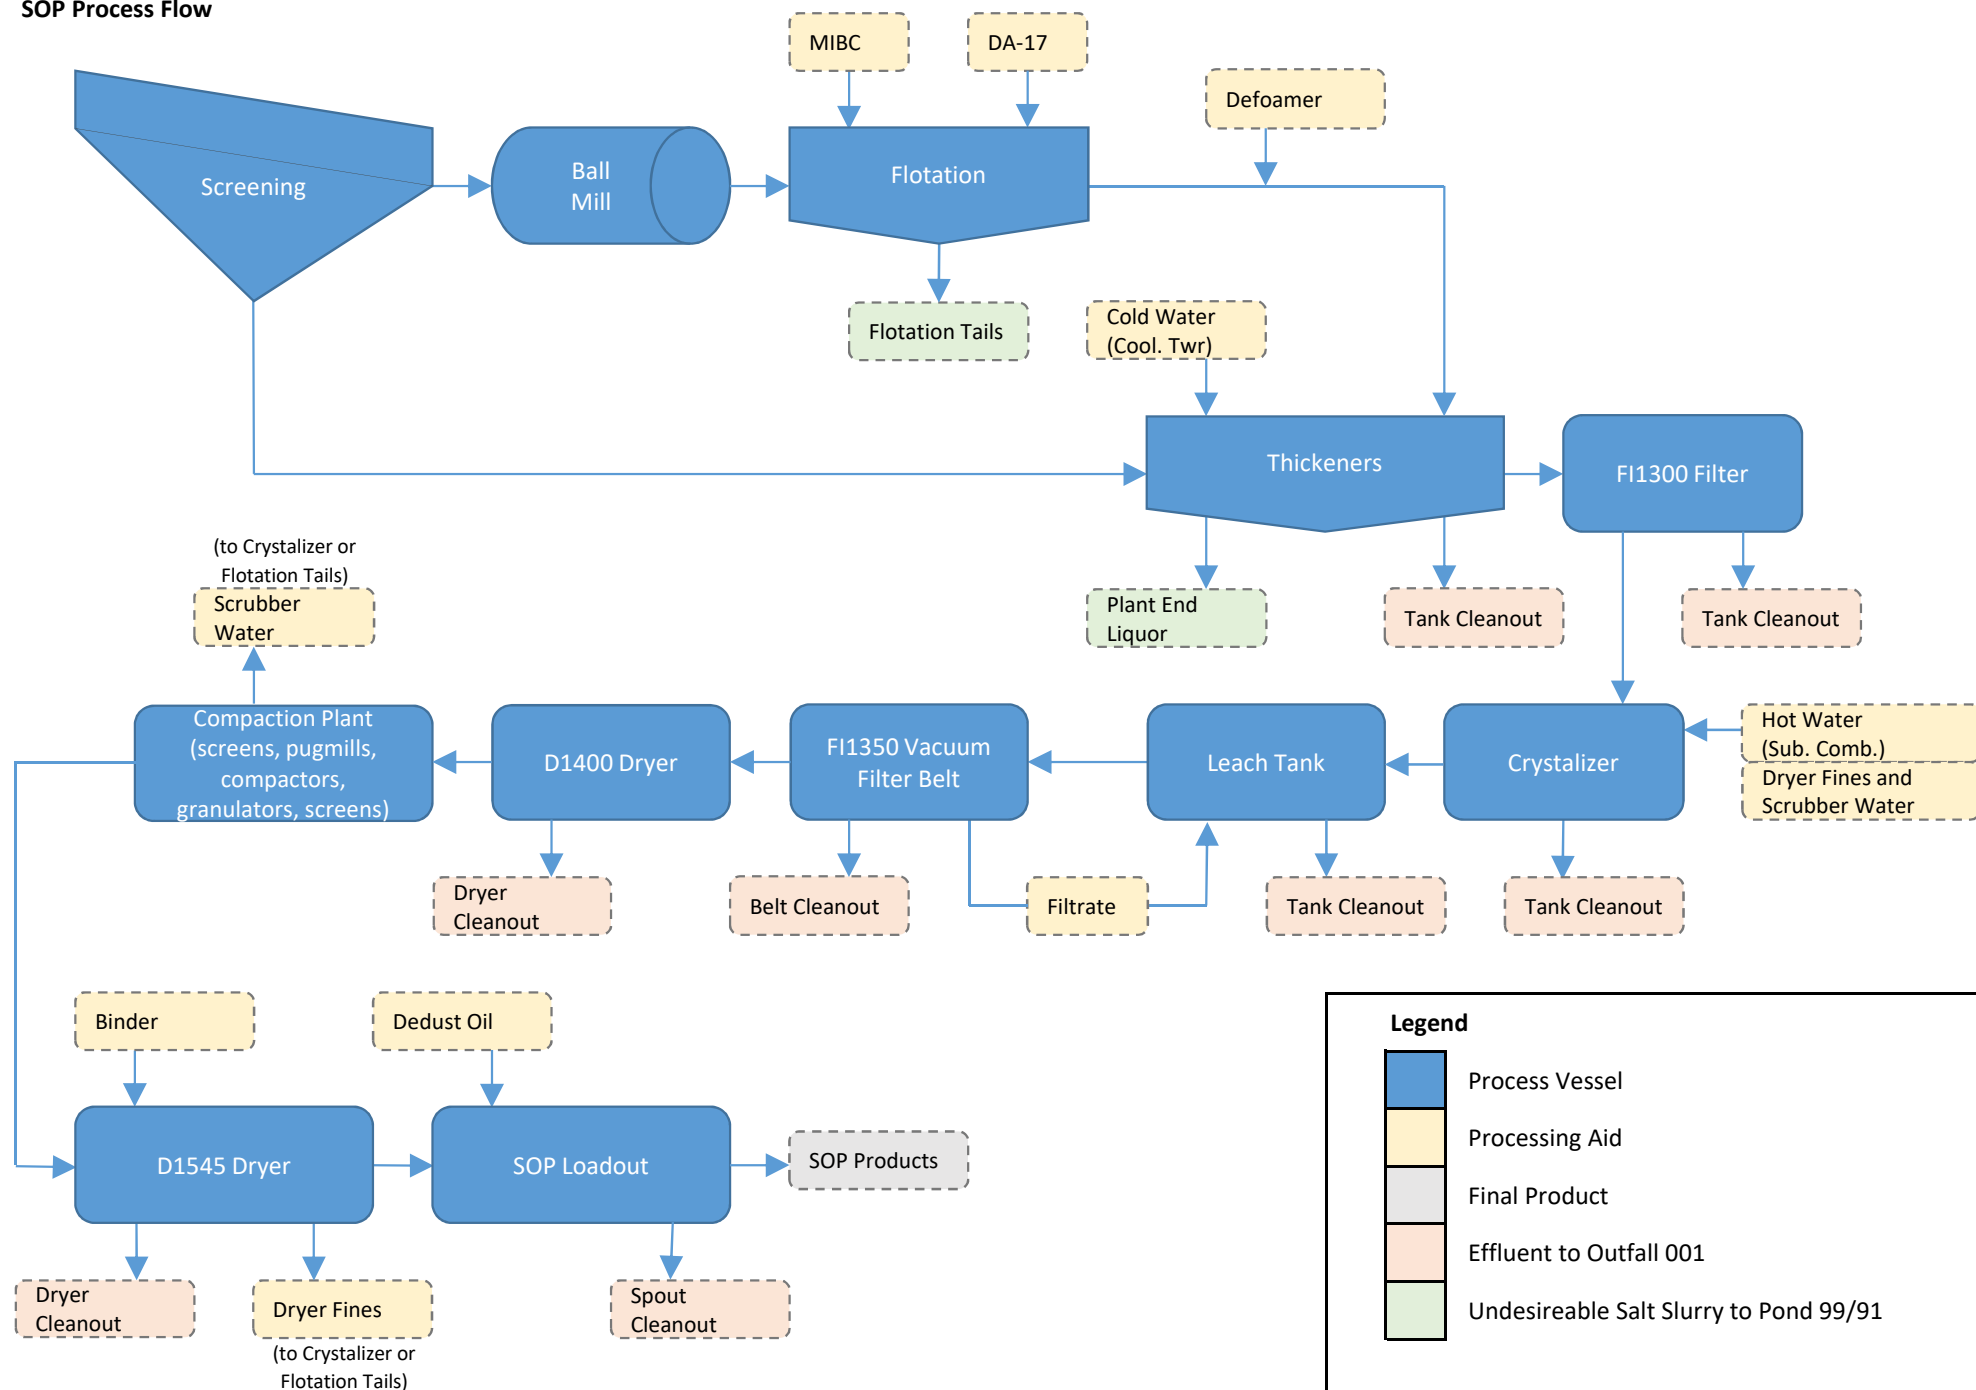 SOP Process Flow
MIBC
DA-17
Defoamer
Screening
Ball
Mill
Flotation
Flotation Tails
Cold Water
(Cool. Twr)
Thickeners
FI1300 Filter
Plant End
Liquor
Tank Cleanout
Tank Cleanout
(to Crystalizer or
Flotation Tails)
Scrubber
Water
Compaction Plant
(screens, pugmills,
compactors,
granulators, screens)
D1400 Dryer
FI1350 Vacuum
Filter Belt
Leach Tank
Crystalizer
Hot Water
(Sub. Comb.)
Dryer Fines and
Scrubber Water
Dryer
Cleanout
Belt Cleanout
Filtrate
Tank Cleanout
Tank Cleanout
Binder
Dedust Oil
D1545 Dryer
SOP Loadout
SOP Products
Dryer
Cleanout
Dryer Fines
(to Crystalizer or
Flotation Tails)
Spout
Cleanout
Legend
Process Vessel
Processing Aid
Final Product
Effluent to Outfall 001
Undesireable Salt Slurry to Pond 99/91